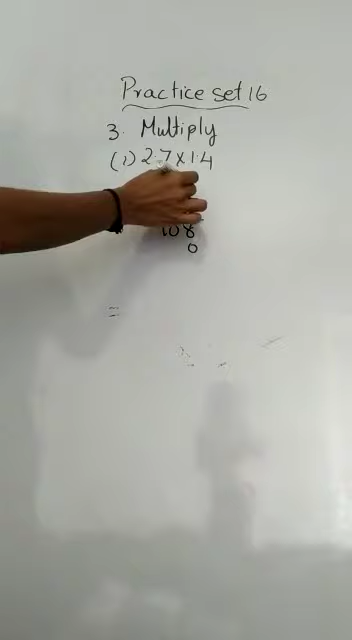 Practice set 16
3. Multiply
(1) 2.7 x 1.4
108
0
=